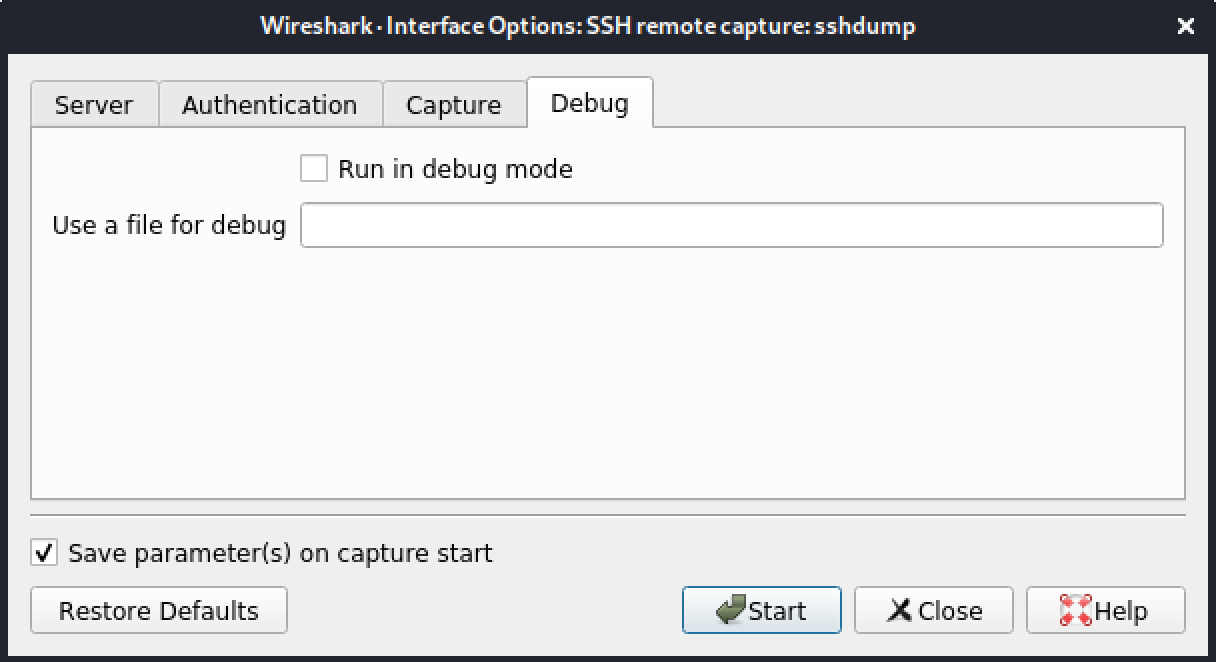 Wireshark · Interface Options: SSH remote capture: sshdump
Server Authentication Capture Debug
Run in debug mode
Use a file for debug
Save parameter(s) on capture start
Restore Defaults Start Close Help